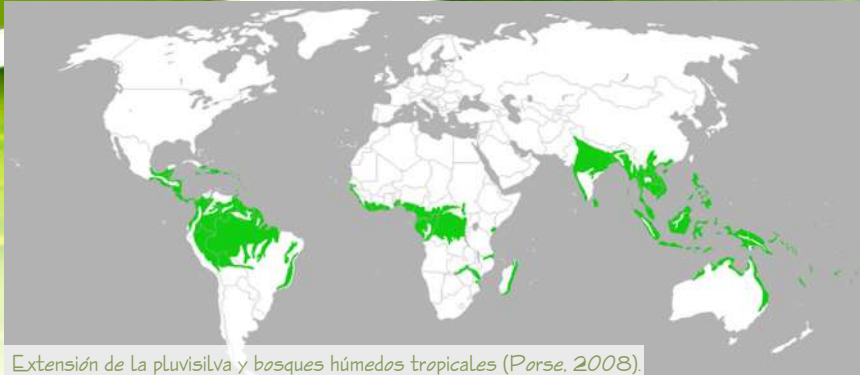 Extensión de la pluvisilva y bosques húmedos tropicales (Porse, 2008).